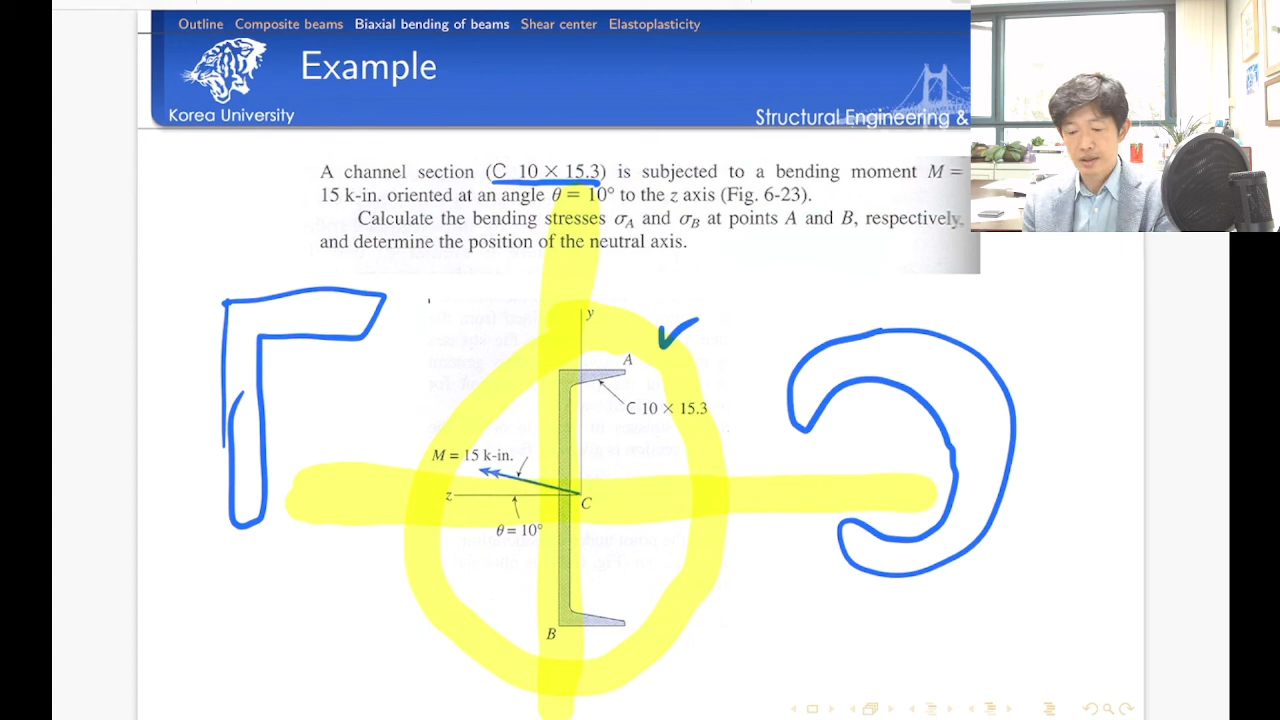 Outline Composite beams Biaxial bending of beams Shear center Elastoplasticity
Example
Korea University
Structural Engineering &
A channel section (C 10 × 15.3) is subjected to a bending moment M =
15 k-in. oriented at an angle θ = 10° to the z axis (Fig. 6-23).
Calculate the bending stresses σA and σB at points A and B, respectively,
and determine the position of the neutral axis.
y
A
C 10 × 15.3
M = 15 k-in.
z
C
θ = 10°
B